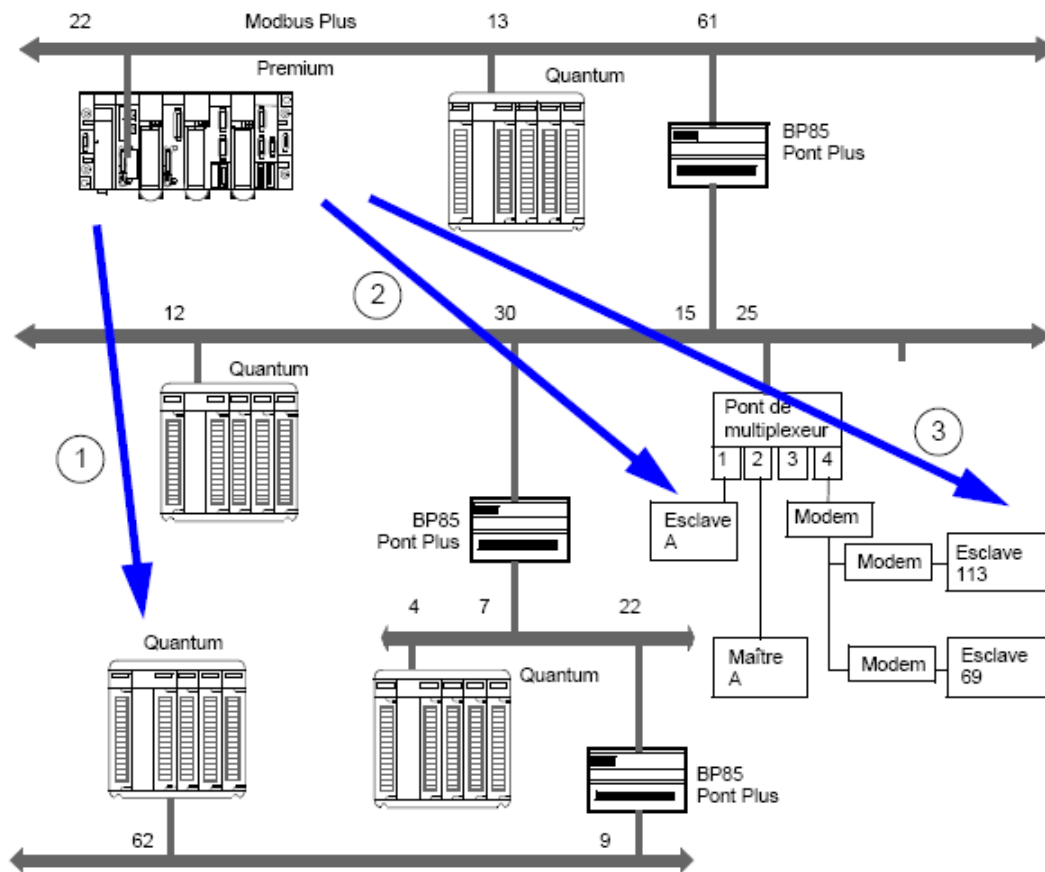 22 Modbus Plus 13 61
Premium
Quantum
BP85
Pont Plus
2
12 30 15 25
Quantum
Pont de
multiplexeur
3
1 2 3 4
1
BP85
Pont Plus
Esclave
A
Modem
Modem
Esclave
113
4 7 22
Quantum
Quantum
Maître
A
Modem
Esclave
69
BP85
Pont Plus
62 9